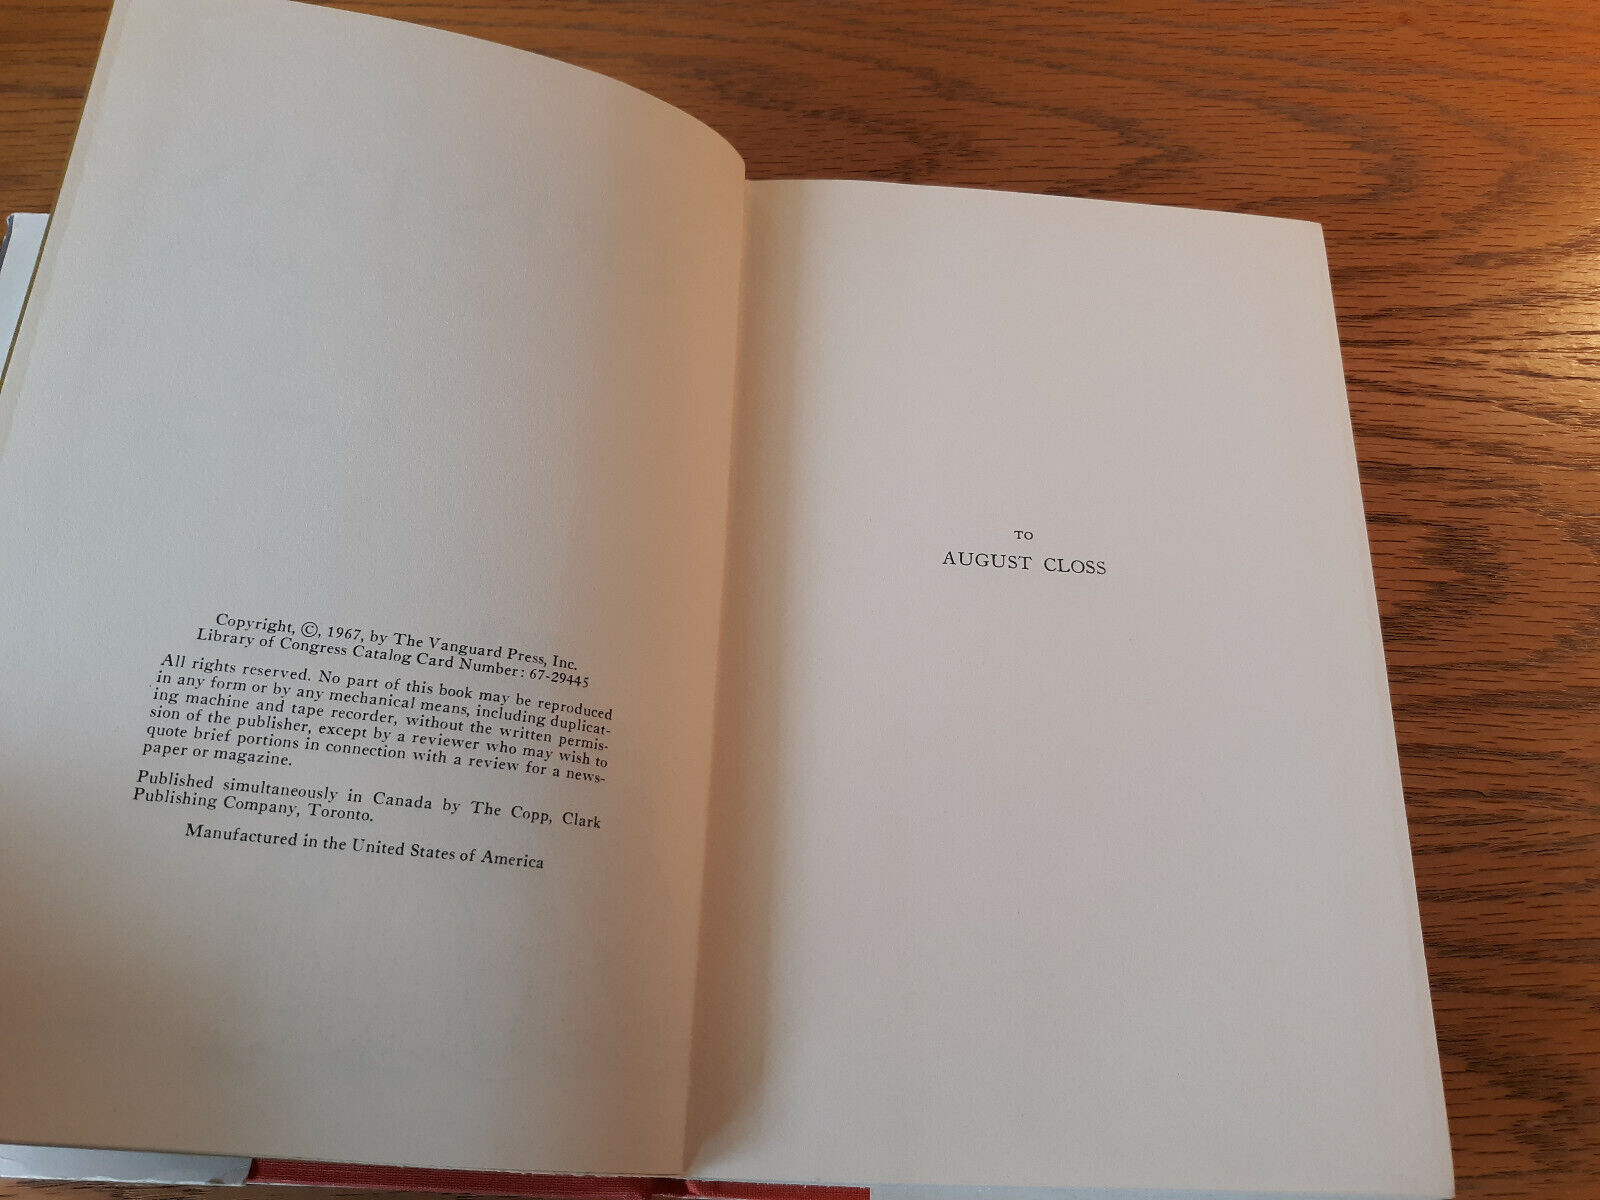 Copyright, ©, 1967, by The Vanguard Press, Inc.
Library of Congress Catalog Card Number: 67-29445
All rights reserved. No part of this book may be reproduced
in any form or by any mechanical means, including duplicat-
ing machine and tape recorder, without the written permis-
sion of the publisher, except by a reviewer who may wish to
quote brief portions in connection with a review for a news-
paper or magazine.
Published simultaneously in Canada by The Copp, Clark
Publishing Company, Toronto.
Manufactured in the United States of America
TO
AUGUST CLOSS